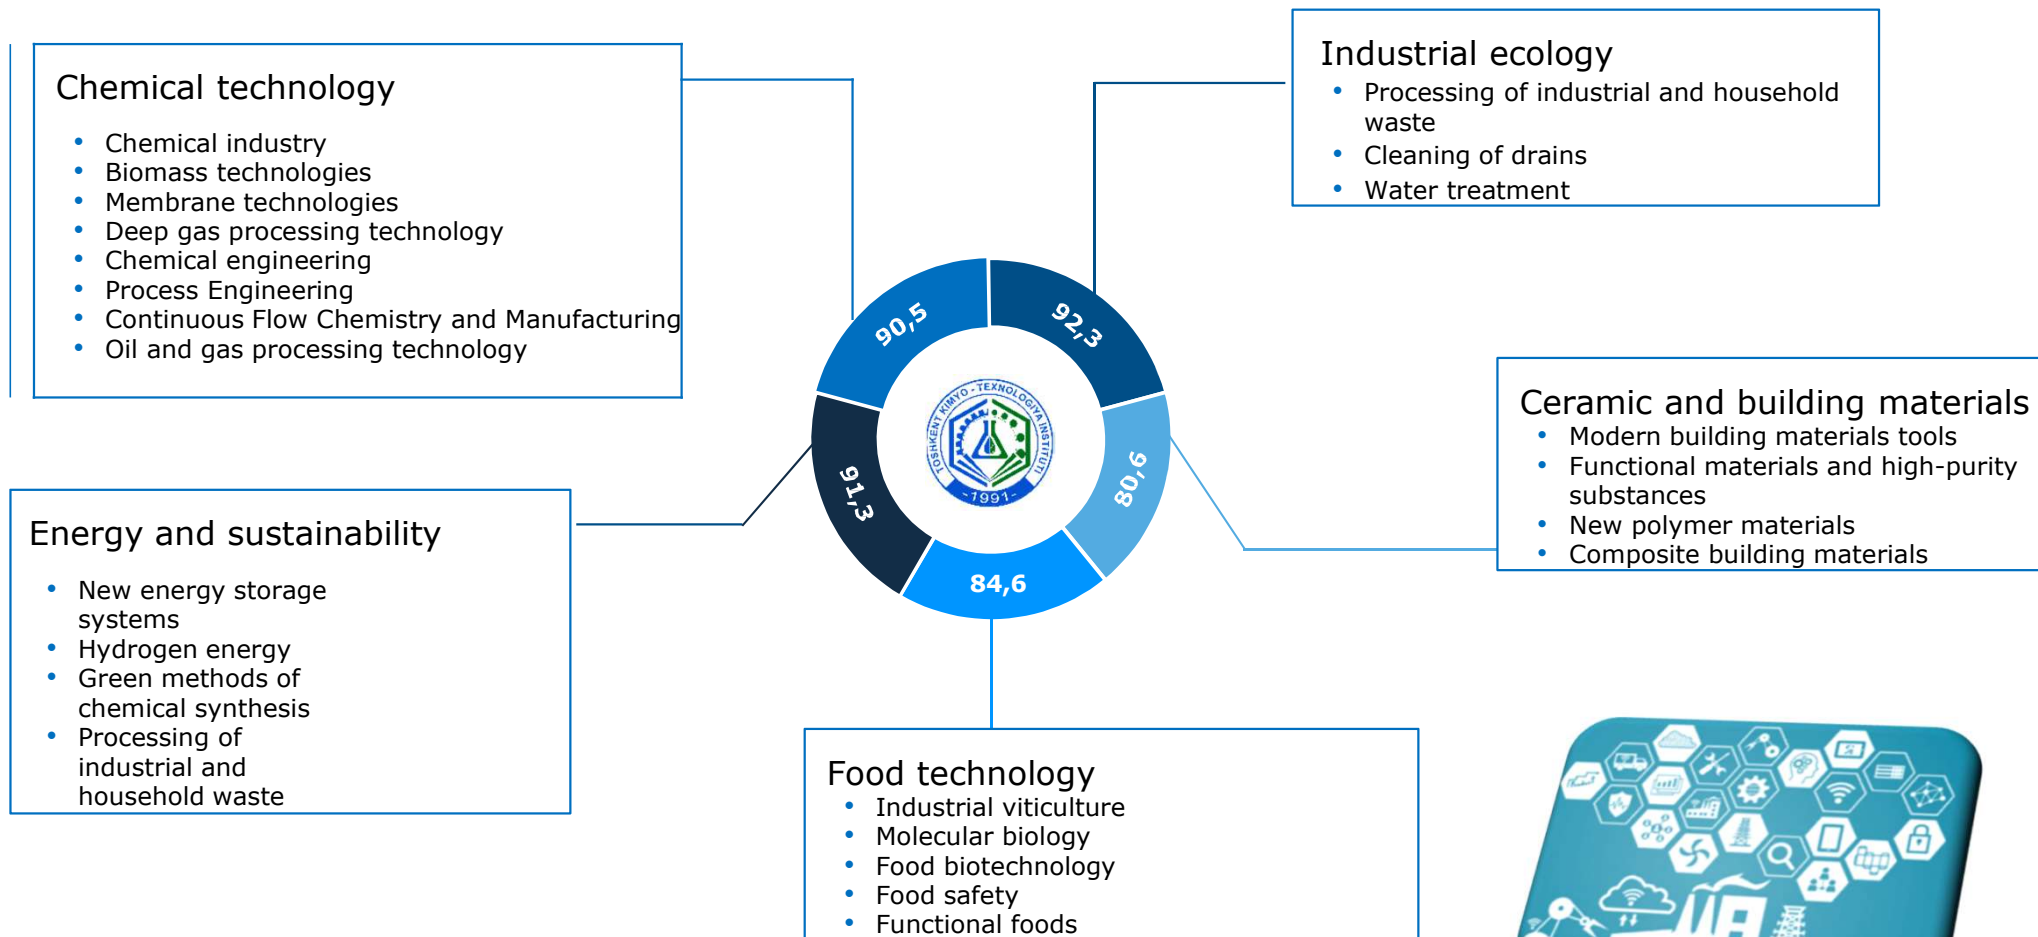 Chemical technology
• Chemical industry
• Biomass technologies
• Membrane technologies
• Deep gas processing technology
• Chemical engineering
• Process Engineering
• Continuous Flow Chemistry and Manufacturing
• Oil and gas processing technology
Industrial ecology
• Processing of industrial and household
waste
• Cleaning of drains
• Water treatment
90,5
92,3
80,6
84,6
91,3
TOSHKENT KIMYO - TEXNOLOGIYA INSTITUTI
-1991-
Ceramic and building materials
• Modern building materials tools
• Functional materials and high-purity
substances
• New polymer materials
• Composite building materials
Energy and sustainability
• New energy storage
systems
• Hydrogen energy
• Green methods of
chemical synthesis
• Processing of
industrial and
household waste
Food technology
• Industrial viticulture
• Molecular biology
• Food biotechnology
• Food safety
• Functional foods